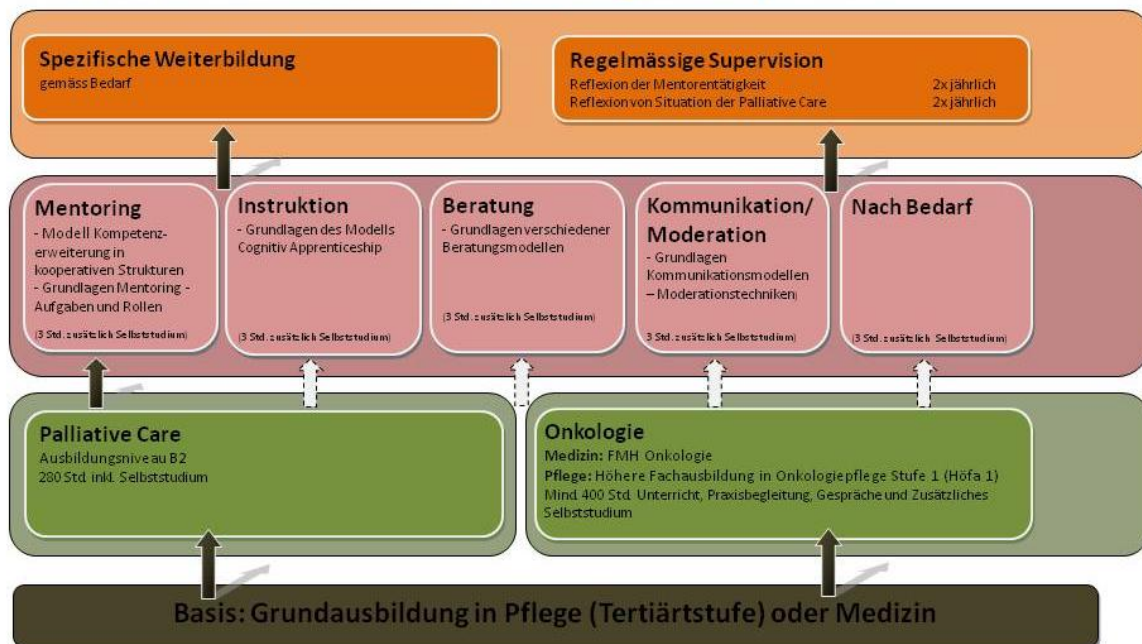 Spezifische Weiterbildung
gemäss Bedarf
Regelmässige Supervision
Reflexion der Mentorentätigkeit 2x jährlich
Reflexion von Situation der Palliative Care 2x jährlich
Mentoring
- Modell Kompetenz-
erweiterung in
kooperativen Strukturen
- Grundlagen Mentoring -
Aufgaben und Rollen
(3 Std. zusätzlich Selbststudium)
Instruktion
- Grundlagen des Modells
Cognitiv Apprenticeship
(3 Std. zusätzlich Selbststudium)
Beratung
- Grundlagen verschiedener
Beratungsmodellen
(3 Std. zusätzlich Selbststudium)
Kommunikation/
Moderation
- Grundlagen
Kommunikationsmodellen
– Moderationstechniken)
3 Std. zusätzlich Selbststudium)
Nach Bedarf
(3 Std. zusätzlich Selbststudium)
Palliative Care
Ausbildungsniveau B2
280 Std. inkl. Selbststudium
Onkologie
Medizin: FMH Onkologie
Pflege: Höhere Fachausbildung in Onkologiepflege Stufe 1 (Höfa 1)
Mind. 400 Std. Unterricht, Praxisbegleitung, Gespräche und Zusätzliches
Selbststudium
Basis: Grundausbildung in Pflege (Tertiärtstufe) oder Medizin